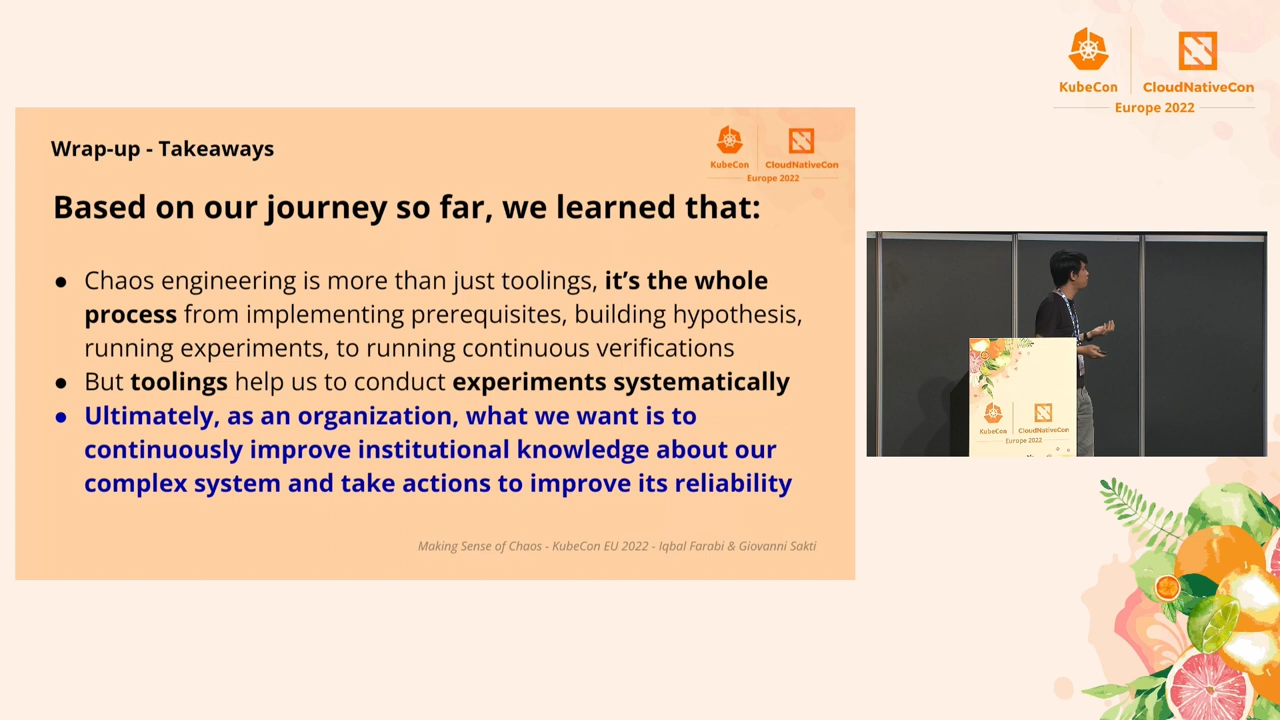 KubeCon
CloudNativeCon
Europe 2022
Wrap-up - Takeaways
KubeCon
CloudNativeCon
Europe 2022
Based on our journey so far, we learned that:
● Chaos engineering is more than just toolings, it’s the whole
process from implementing prerequisites, building hypothesis,
running experiments, to running continuous verifications
● But toolings help us to conduct experiments systematically
● Ultimately, as an organization, what we want is to
continuously improve institutional knowledge about our
complex system and take actions to improve its reliability
Making Sense of Chaos - KubeCon EU 2022 - Iqbal Farabi & Giovanni Sakti
KubeCon
CloudNativeCon
Europe 2022